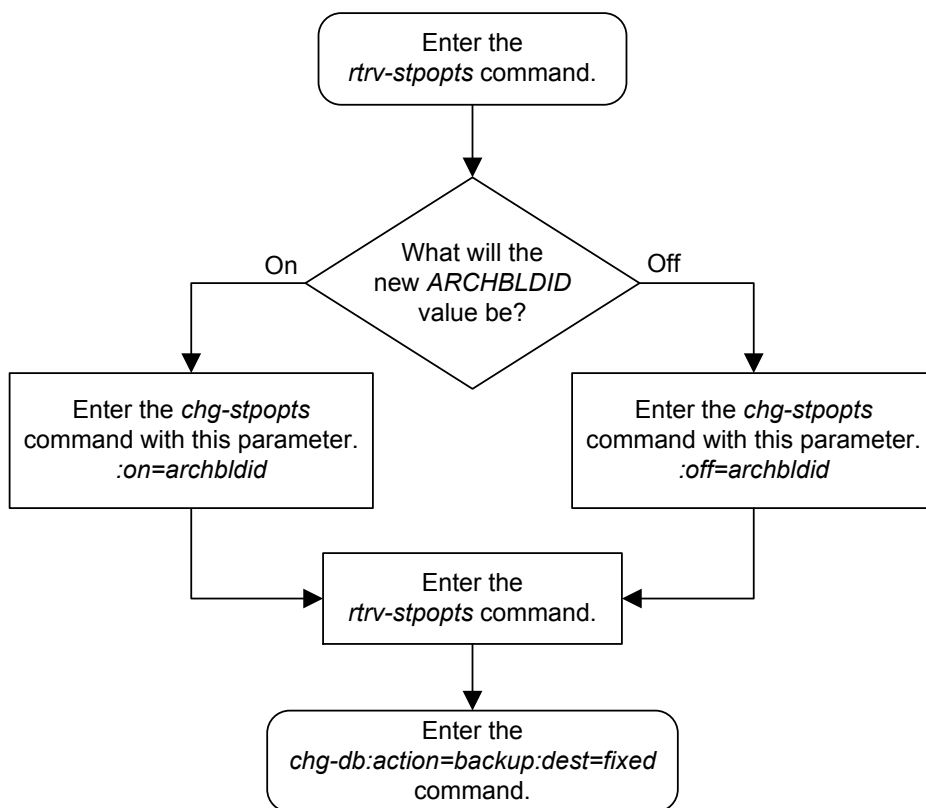 Enter the
rtrv-stpopts command.
What will the
new ARCHBLDID
value be?
On
Off
Enter the chg-stpopts
command with this parameter.
:on=archbldid
Enter the chg-stpopts
command with this parameter.
:off=archbldid
Enter the
rtrv-stpopts command.
Enter the
chg-db:action=backup:dest=fixed
command.